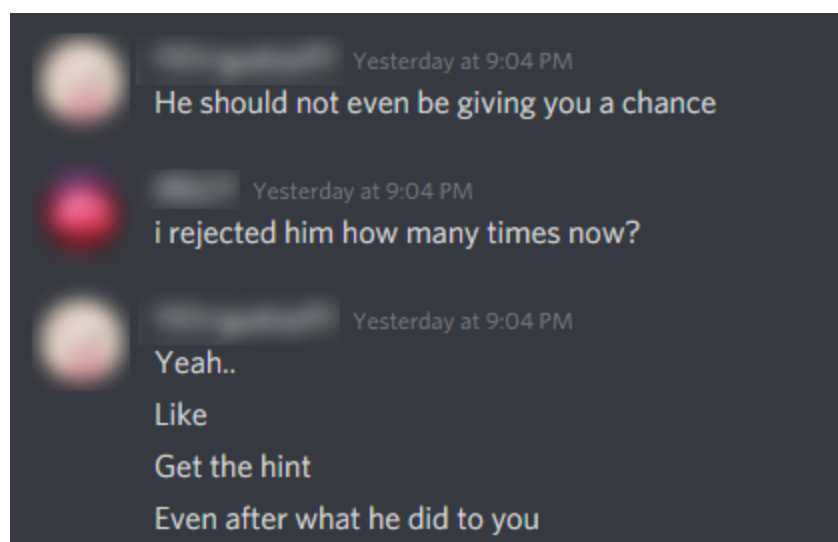 Yesterday at 9:04 PM
He should not even be giving you a chance
Yesterday at 9:04 PM
i rejected him how many times now?
Yesterday at 9:04 PM
Yeah..
Like
Get the hint
Even after what he did to you